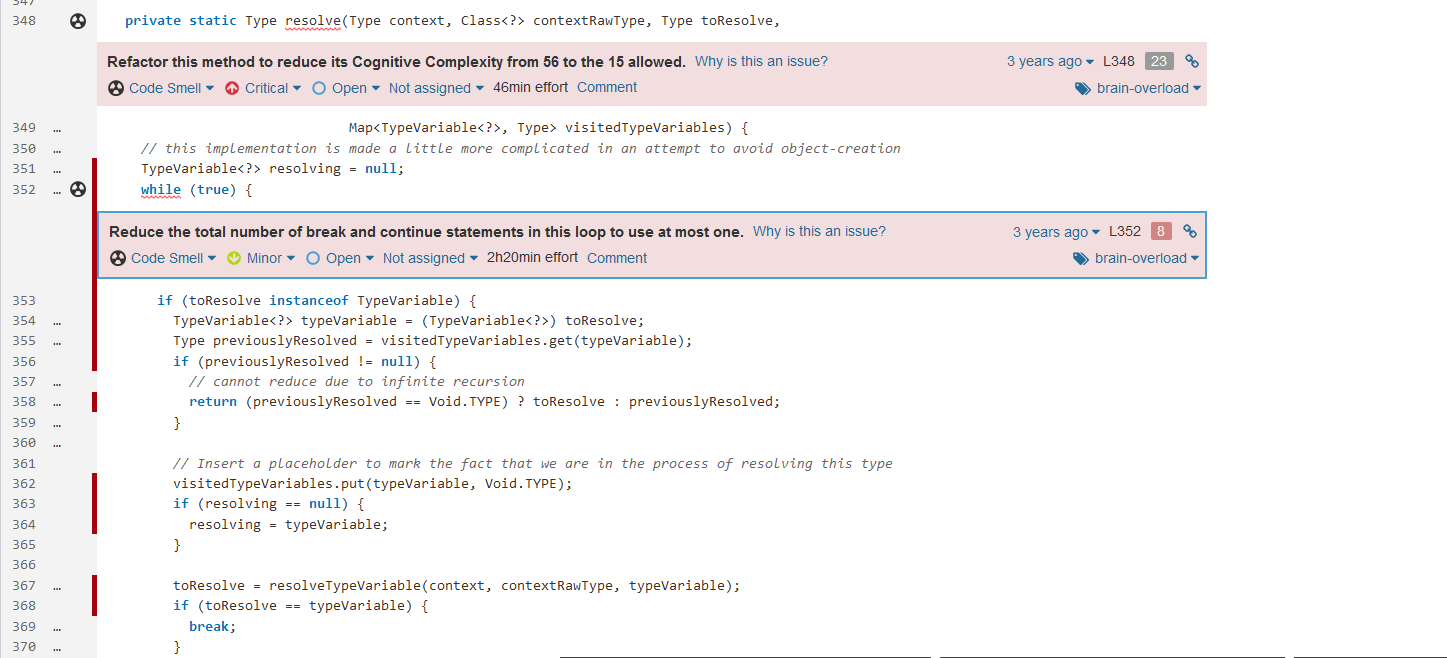 347
348 private static Type resolve(Type context, Class<?> contextRawType, Type toResolve,
Refactor this method to reduce its Cognitive Complexity from 56 to the 15 allowed. Why is this an issue? 3 years ago L348 23
Code Smell Critical Open Not assigned 46min effort Comment brain-overload
349 … Map<TypeVariable<?>, Type> visitedTypeVariables) {
350 … // this implementation is made a little more complicated in an attempt to avoid object-creation
351 … TypeVariable<?> resolving = null;
352 … while (true) {
Reduce the total number of break and continue statements in this loop to use at most one. Why is this an issue? 3 years ago L352 8
Code Smell Minor Open Not assigned 2h20min effort Comment brain-overload
353 if (toResolve instanceof TypeVariable) {
354 … TypeVariable<?> typeVariable = (TypeVariable<?>) toResolve;
355 … Type previouslyResolved = visitedTypeVariables.get(typeVariable);
356 if (previouslyResolved != null) {
357 … // cannot reduce due to infinite recursion
358 … return (previouslyResolved == Void.TYPE) ? toResolve : previouslyResolved;
359 … }
360 …
361 // Insert a placeholder to mark the fact that we are in the process of resolving this type
362 visitedTypeVariables.put(typeVariable, Void.TYPE);
363 if (resolving == null) {
364 resolving = typeVariable;
365 }
366
367 … toResolve = resolveTypeVariable(context, contextRawType, typeVariable);
368 if (toResolve == typeVariable) {
369 … break;
370 … }